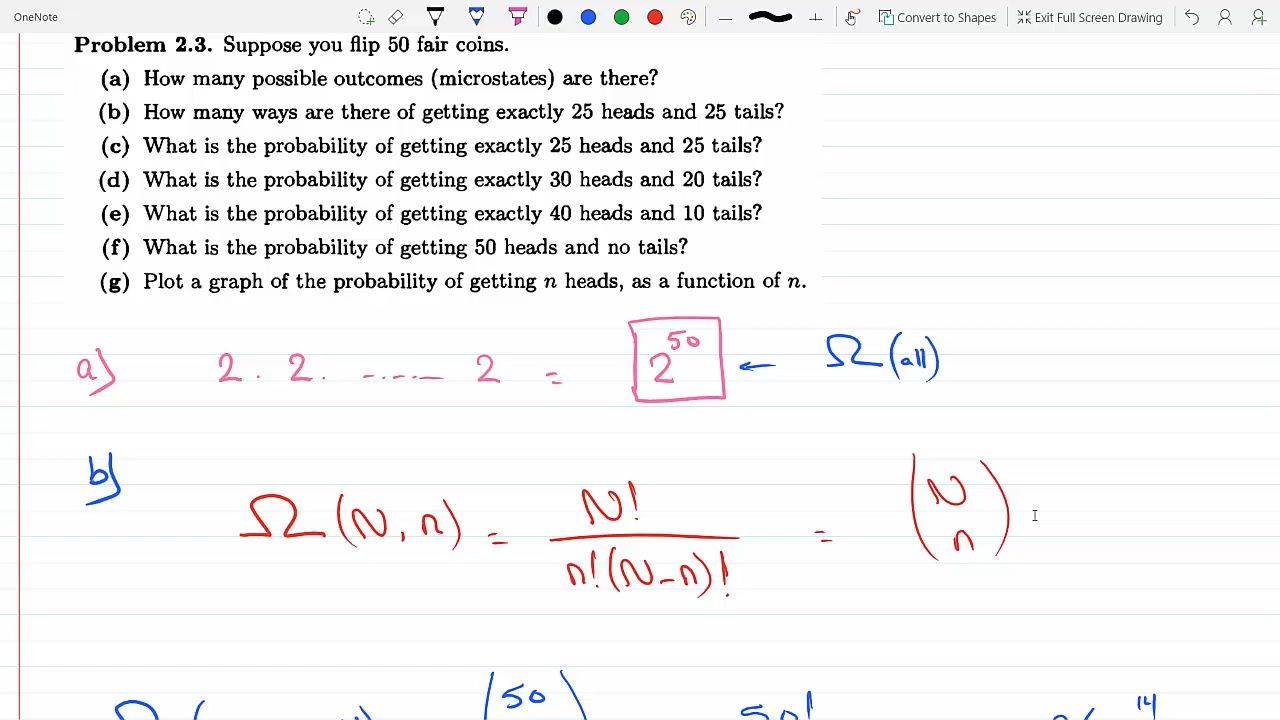 OneNote
Convert to Shapes
Exit Full Screen Drawing
Problem 2.3. Suppose you flip 50 fair coins.
(a) How many possible outcomes (microstates) are there?
(b) How many ways are there of getting exactly 25 heads and 25 tails?
(c) What is the probability of getting exactly 25 heads and 25 tails?
(d) What is the probability of getting exactly 30 heads and 20 tails?
(e) What is the probability of getting exactly 40 heads and 10 tails?
(f) What is the probability of getting 50 heads and no tails?
(g) Plot a graph of the probability of getting n heads, as a function of n.
a) 2 . 2 . ...... 2 = 2^50 ← Ω(all)
b)
Ω(N, n) = N! / n!(N-n)! = (N n)
50 50! 14